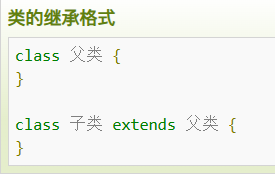 类的继承格式
class 父类 {
}
class 子类 extends 父类 {
}